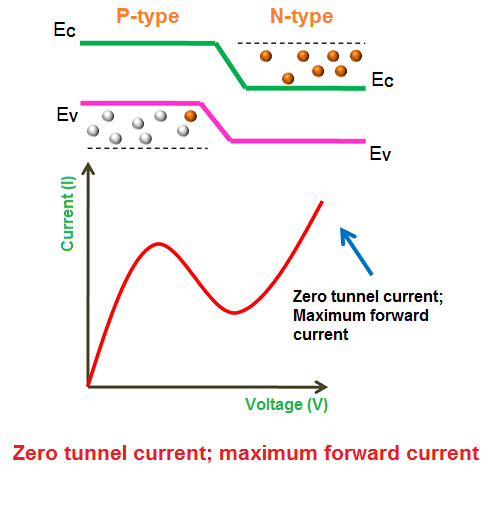 P-type
N-type
Ec
Ec
Ev
Ev
Current (I)
Zero tunnel current;
Maximum forward
current
Voltage (V)
Zero tunnel current; maximum forward current